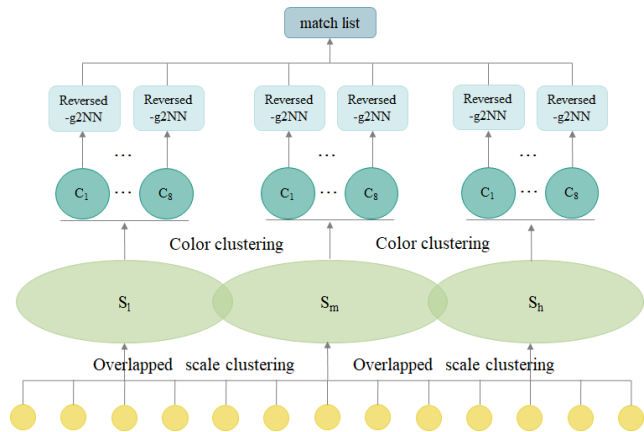 match list
Reversed
-g2NN
Reversed
-g2NN
Reversed
-g2NN
Reversed
-g2NN
Reversed
-g2NN
Reversed
-g2NN
... ... ...
C₁ ... C₈ C₁ ... C₈ C₁ ... C₈
Color clustering Color clustering
Sₗ Sₘ Sₕ
Overlapped scale clustering Overlapped scale clustering